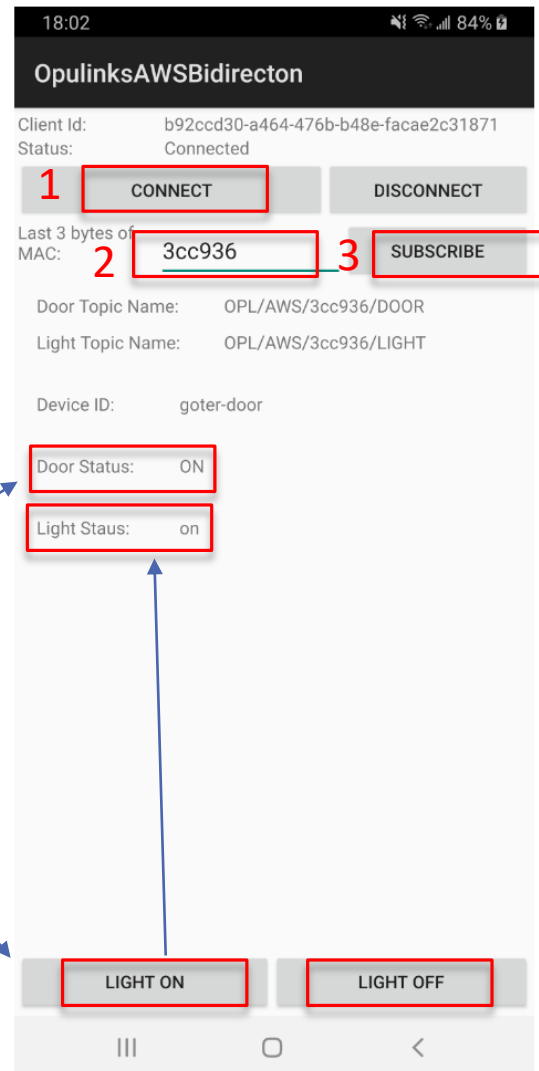 18:02 84%
OpulinksAWSBidirecton
Client Id: b92ccd30-a464-476b-b48e-facae2c31871
Status: Connected
1 CONNECT DISCONNECT
Last 3 bytes of
MAC: 2 3cc936 3 SUBSCRIBE
Door Topic Name: OPL/AWS/3cc936/DOOR
Light Topic Name: OPL/AWS/3cc936/LIGHT
Device ID: goter-door
Door Status: ON
Light Staus: on
LIGHT ON LIGHT OFF